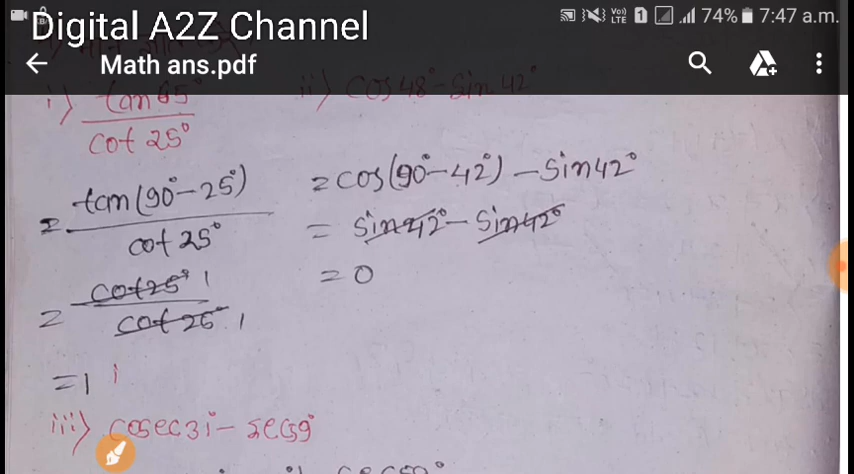 Digital A2Z Channel
74% 7:47 a.m.
Math ans.pdf
i) tan 65°
cot 25°
= tan(90°-25°)
cot 25°
= cot 25° 1
cot 25° 1
= 1
ii) cos 48° - sin 42°
= cos(90°-42°) - sin 42°
= sin 42° - sin 42°
= 0
iii) cosec 31° - sec 59°